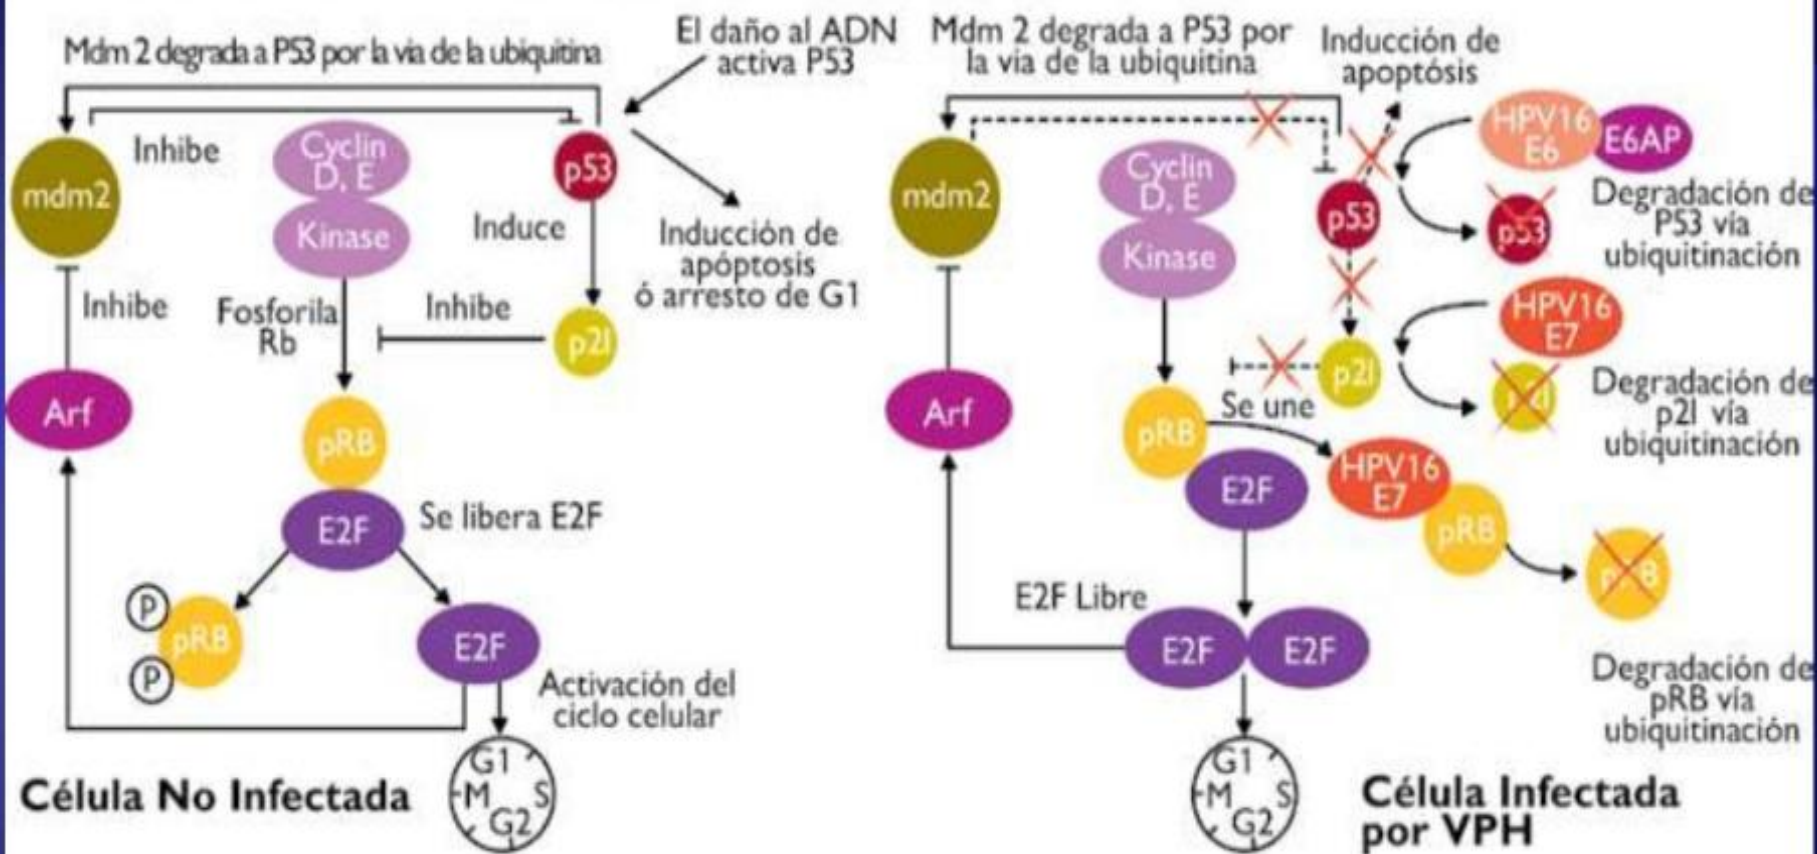 Mdm 2 degrada a P53 por la via de la ubiquitina
El daño al ADN
activa P53
mdm2
Inhibe
Cyclin
D, E
Kinase
p53
Induce
Inducción de
apóptosis
ó arresto de G1
Inhibe
Fosforila
Rb
Inhibe
p21
Arf
pRB
E2F
Se libera E2F
P
pRB
P
E2F
Activación del
ciclo celular
G1
M S
G2
Célula No Infectada
Mdm 2 degrada a P53 por
la via de la ubiquitina
Inducción de
apoptósis
HPV16
E6
E6AP
mdm2
Cyclin
D, E
Kinase
p53
p53
Degradación de
P53 vía
ubiquitinación
HPV16
E7
p21
p21
Degradación de
p21 vía
ubiquitinación
Arf
Se une
pRB
E2F
HPV16
E7
pRB
pRB
E2F Libre
E2F
E2F
Degradación de
pRB vía
ubiquitinación
G1
M S
G2
Célula Infectada
por VPH